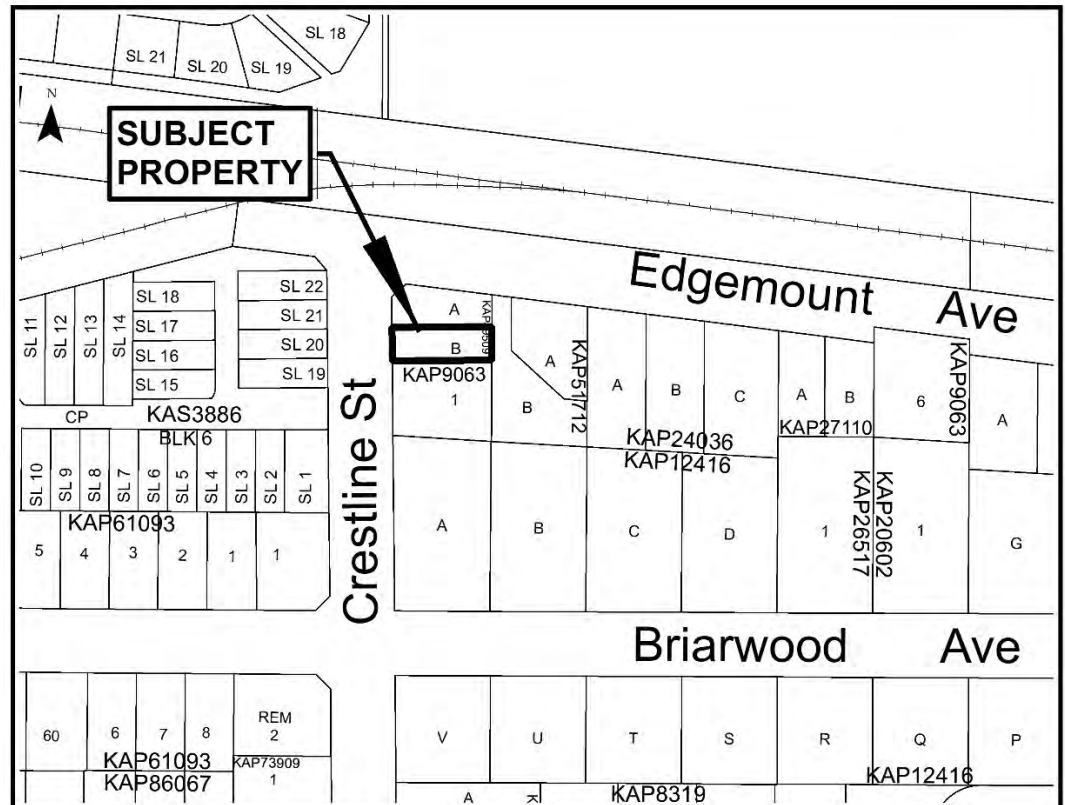 SL 18
SL 21
SL 20
SL 19
N
SUBJECT
PROPERTY
Edgemount Ave
SL 22
SL 21
SL 20
SL 19
SL 18
SL 17
SL 16
SL 15
SL 11
SL 12
SL 13
SL 14
CP
KAS3886
BLK 6
SL 10
SL 9
SL 8
SL 7
SL 6
SL 5
SL 4
SL 3
SL 2
SL 1
KAP61093
5
4
3
2
1
1
Crestline St
A
B
KAP9063
1
B
A
KAP51712
A
B
C
KAP24036
KAP12416
A
B
KAP27110
6
KAP9063
A
A
B
C
D
1
KAP26517
KAP20602
1
G
Briarwood Ave
60
6
7
8
KAP61093
KAP86067
REM
2
KAP73909
1
V
U
T
S
R
Q
P
KAP12416
A
K
KAP8319